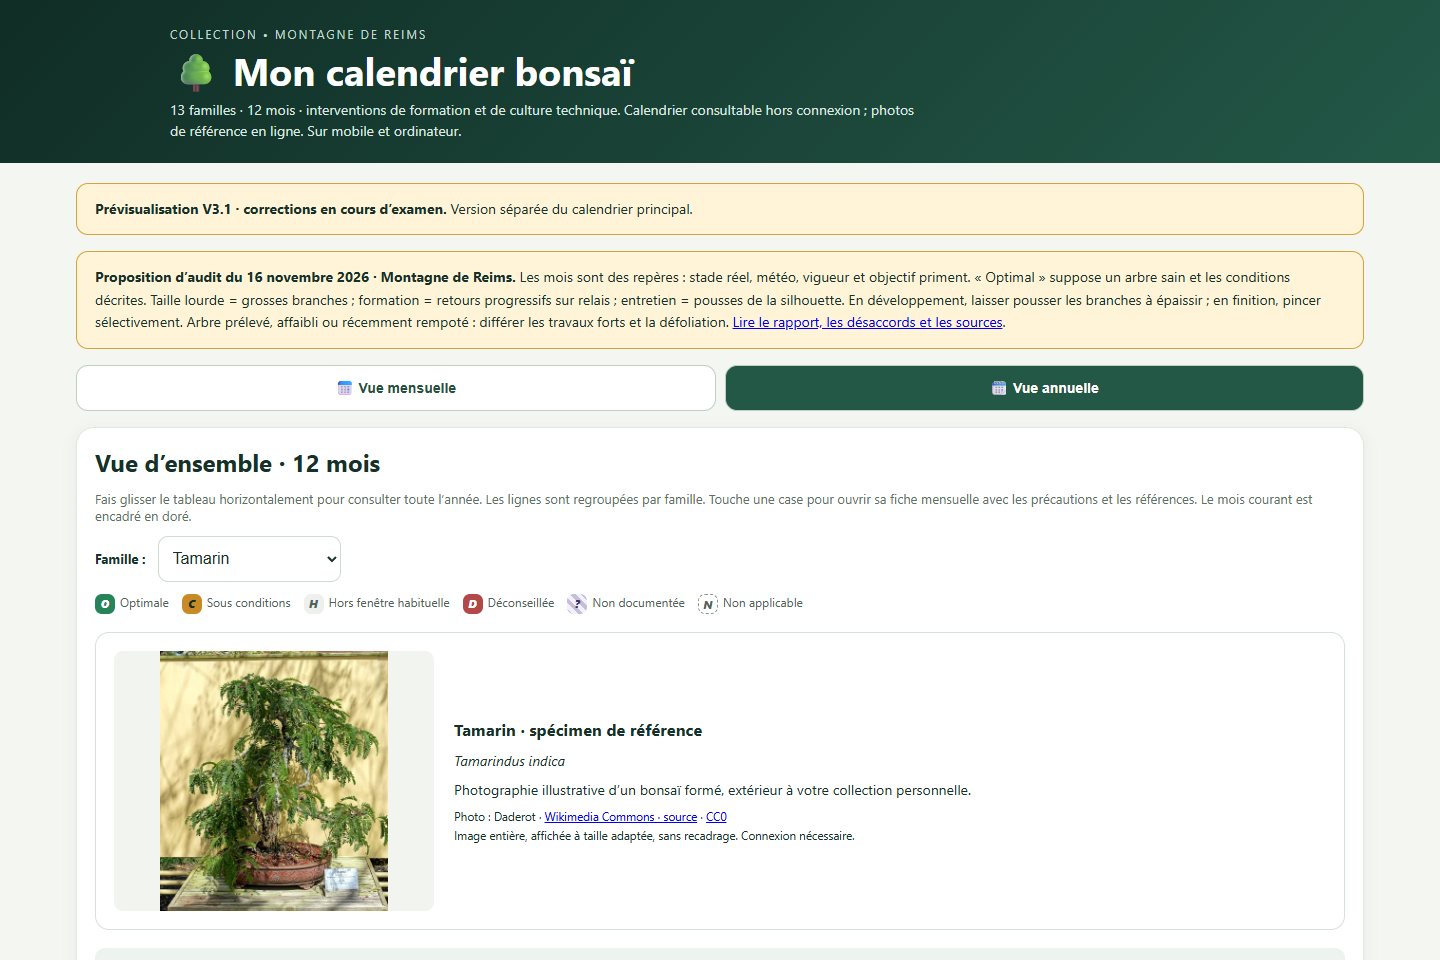 COLLECTION • MONTAGNE DE REIMS
Mon calendrier bonsaï
13 familles · 12 mois · interventions de formation et de culture technique. Calendrier consultable hors connexion ; photos
de référence en ligne. Sur mobile et ordinateur.
Prévisualisation V3.1 · corrections en cours d’examen. Version séparée du calendrier principal.
Proposition d’audit du 16 novembre 2026 · Montagne de Reims. Les mois sont des repères : stade réel, météo, vigueur et objectif priment. « Optimal » suppose un arbre sain et les conditions
décrites. Taille lourde = grosses branches ; formation = retours progressifs sur relais ; entretien = pousses de la silhouette. En développement, laisser pousser les branches à épaissir ; en finition, pincer
sélectivement. Arbre prélevé, affaibli ou récemment rempoté : différer les travaux forts et la défoliation. Lire le rapport, les désaccords et les sources.
Vue mensuelle
Vue annuelle
Vue d’ensemble · 12 mois
Fais glisser le tableau horizontalement pour consulter toute l’année. Les lignes sont regroupées par famille. Touche une case pour ouvrir sa fiche mensuelle avec les précautions et les références. Le mois courant est
encadré en doré.
Famille : Tamarin
O Optimale C Sous conditions H Hors fenêtre habituelle D Déconseillée ? Non documentée N Non applicable
Tamarin · spécimen de référence
Tamarindus indica
Photographie illustrative d’un bonsaï formé, extérieur à votre collection personnelle.
Photo : Daderot · Wikimedia Commons · source · CC0
Image entière, affichée à taille adaptée, sans recadrage. Connexion nécessaire.